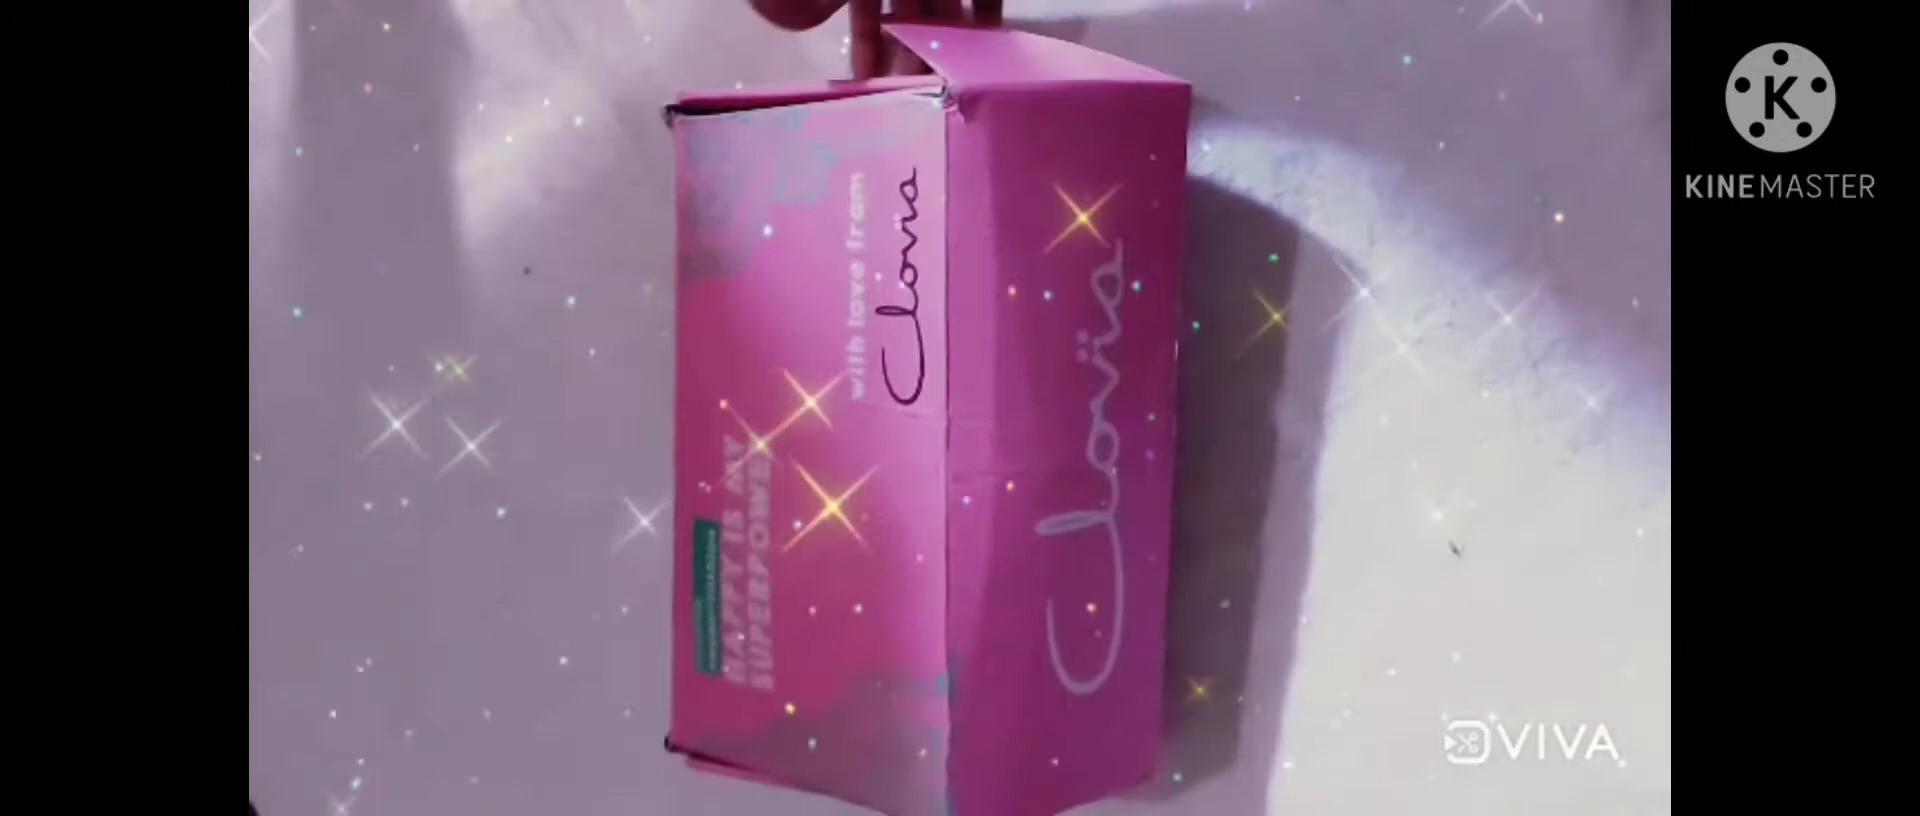 with love from
Clovia
HAPPY IS MY
SUPERPOWER
Clovia
KINEMASTER
VIVA